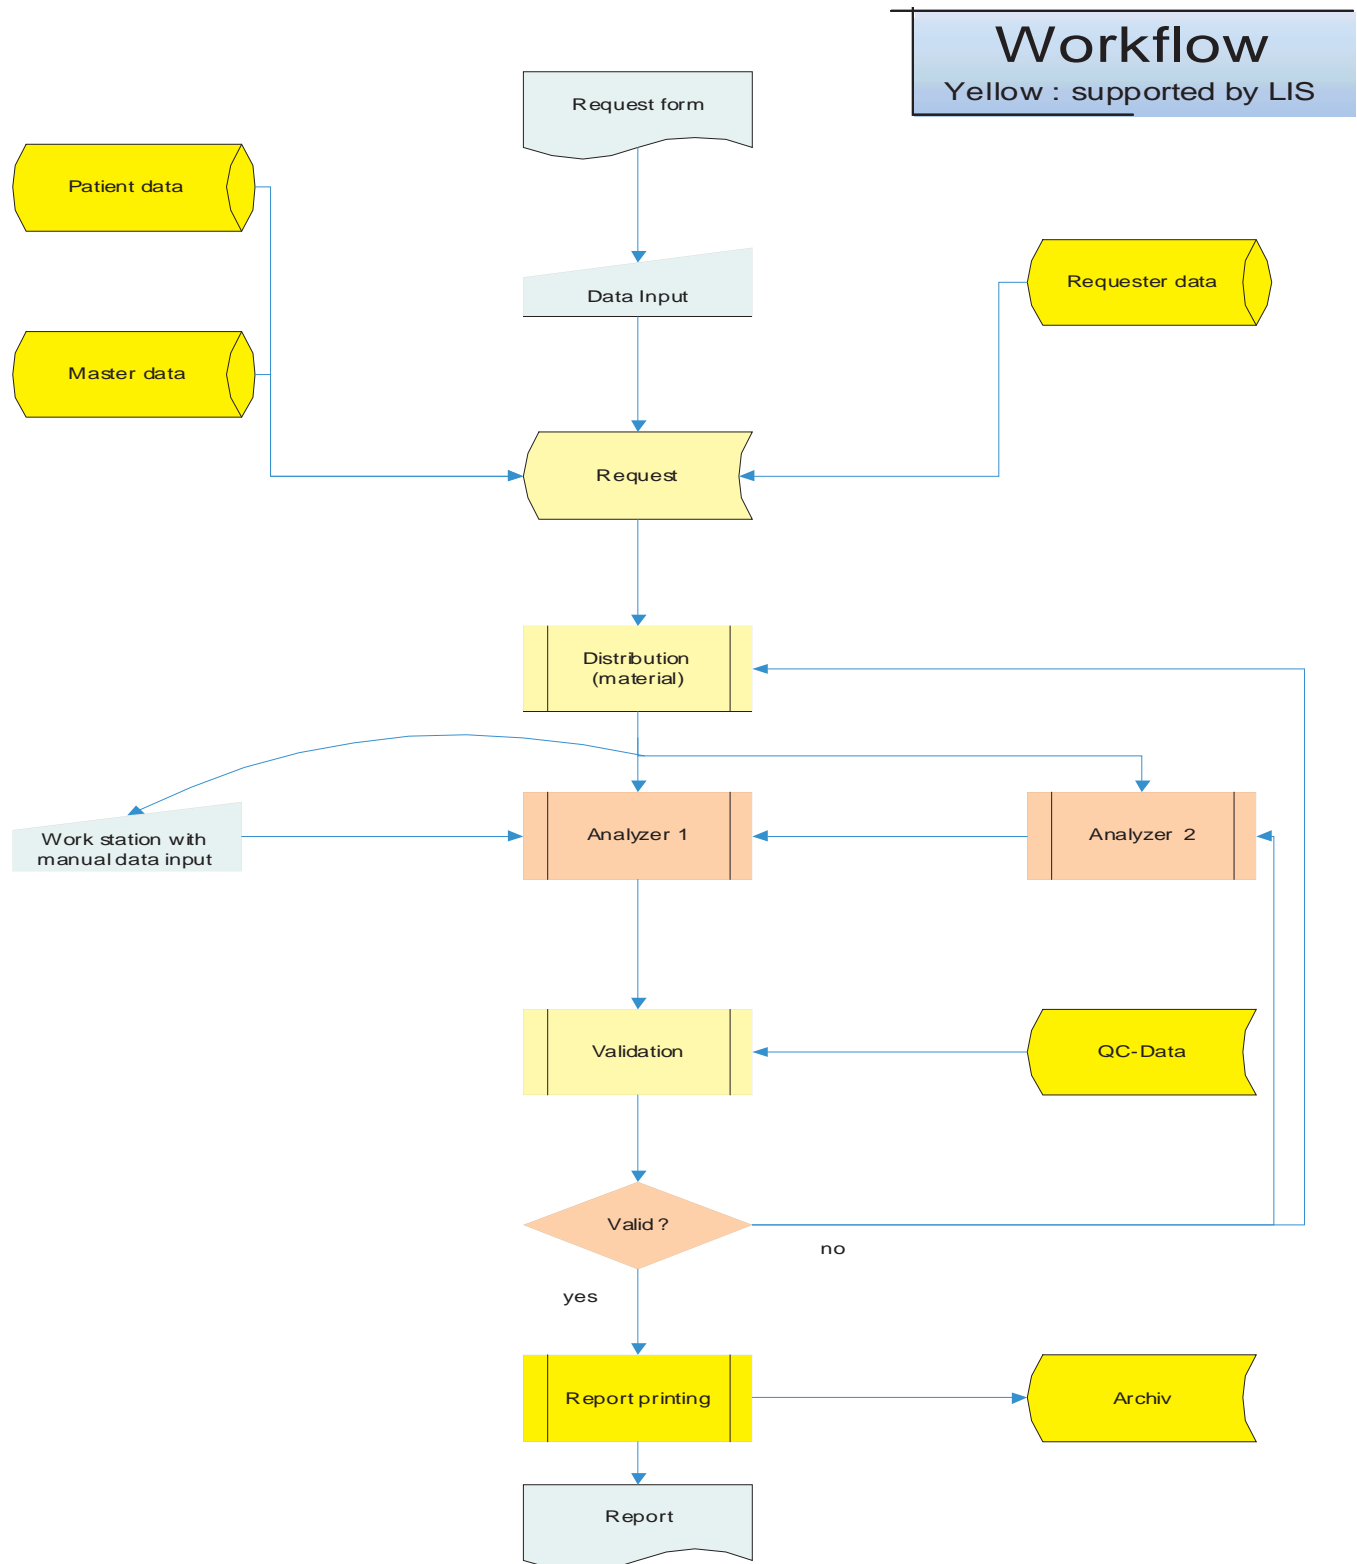 Workflow
Yellow : supported by LIS
Request form
Patient data
Data Input
Requester data
Master data
Request
Distribution
(material)
Work station with
manual data input
Analyzer 1
Analyzer 2
Validation
QC-Data
Valid ?
no
yes
Report printing
Archiv
Report